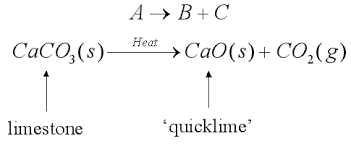 A → B + C
CaCO₃(s) —Heat→ CaO(s) + CO₂(g)
limestone 'quicklime'